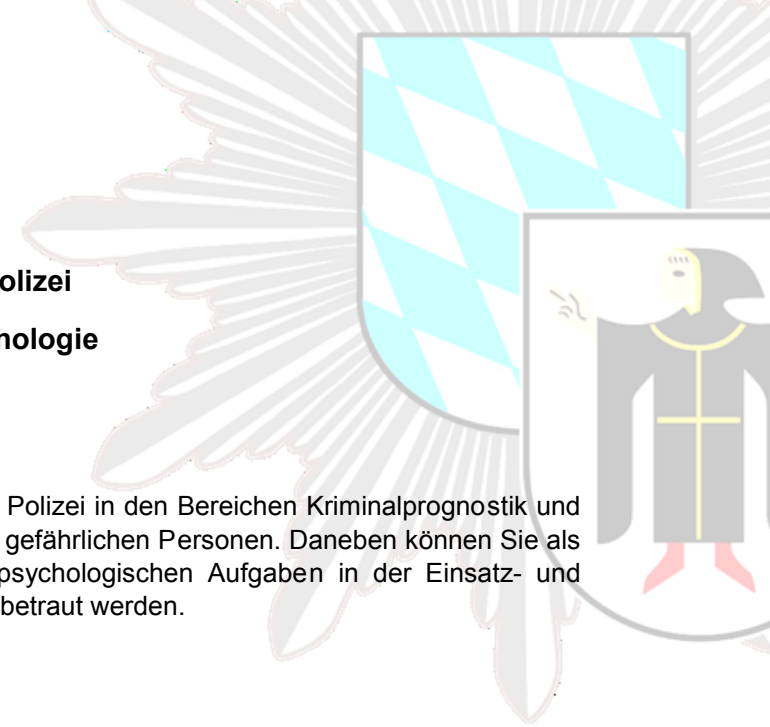 olizei
hologie
Polizei in den Bereichen Kriminalprognostik und
gefährlichen Personen. Daneben können Sie als
psychologischen Aufgaben in der Einsatz- und
betraut werden.